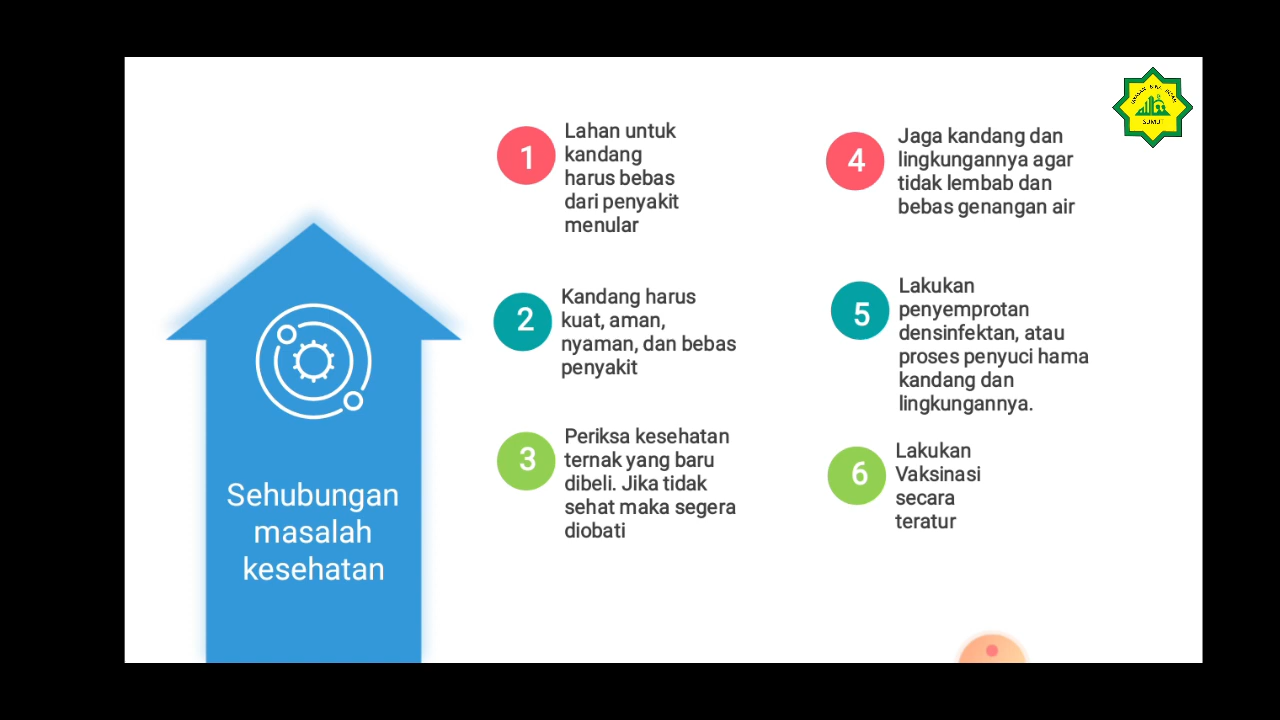 Sehubungan
masalah
kesehatan
1
Lahan untuk
kandang
harus bebas
dari penyakit
menular
2
Kandang harus
kuat, aman,
nyaman, dan bebas
penyakit
3
Periksa kesehatan
ternak yang baru
dibeli. Jika tidak
sehat maka segera
diobati
4
Jaga kandang dan
lingkungannya agar
tidak lembab dan
bebas genangan air
5
Lakukan
penyemprotan
densinfektan, atau
proses penyuci hama
kandang dan
lingkungannya.
6
Lakukan
Vaksinasi
secara
teratur
SUMUT